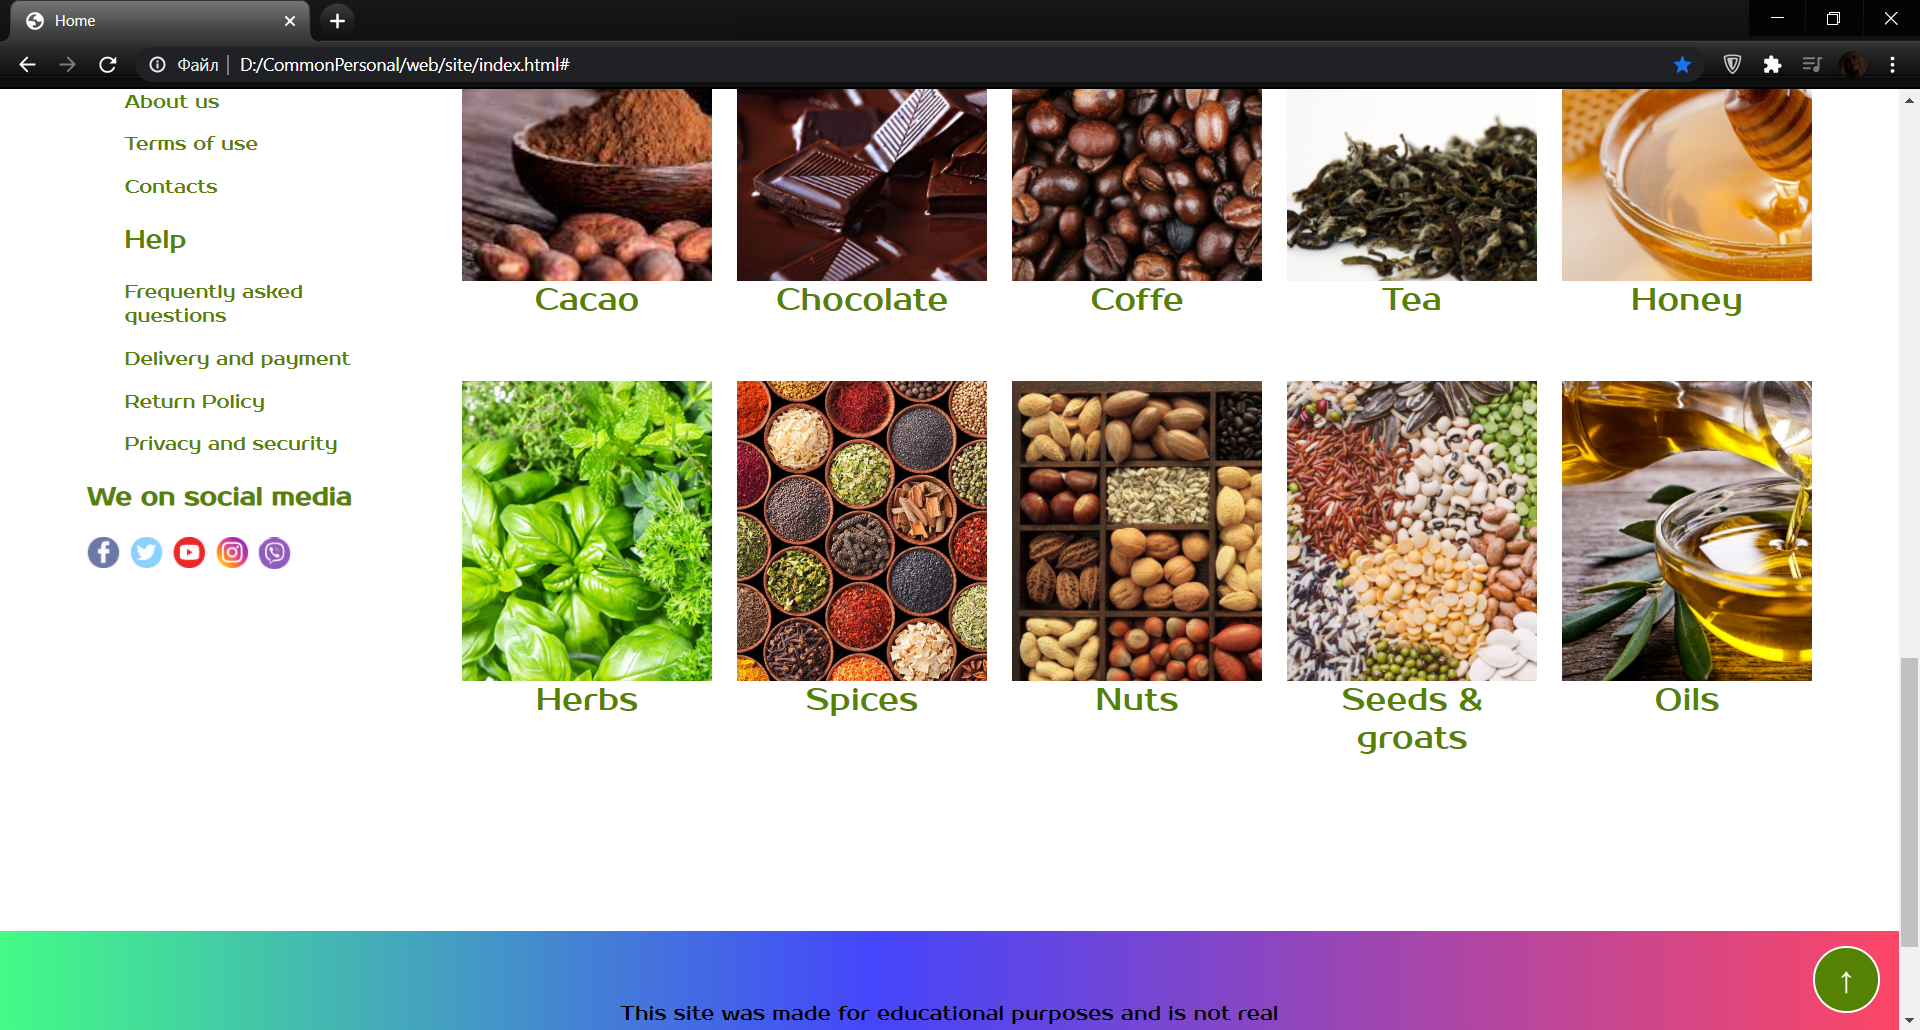 Home
Файл
D:/CommonPersonal/web/site/index.html#
About us
Terms of use
Contacts
Help
Frequently asked
questions
Delivery and payment
Return Policy
Privacy and security
We on social media
Cacao
Chocolate
Coffe
Tea
Honey
Herbs
Spices
Nuts
Seeds &
groats
Oils
↑
This site was made for educational purposes and is not real